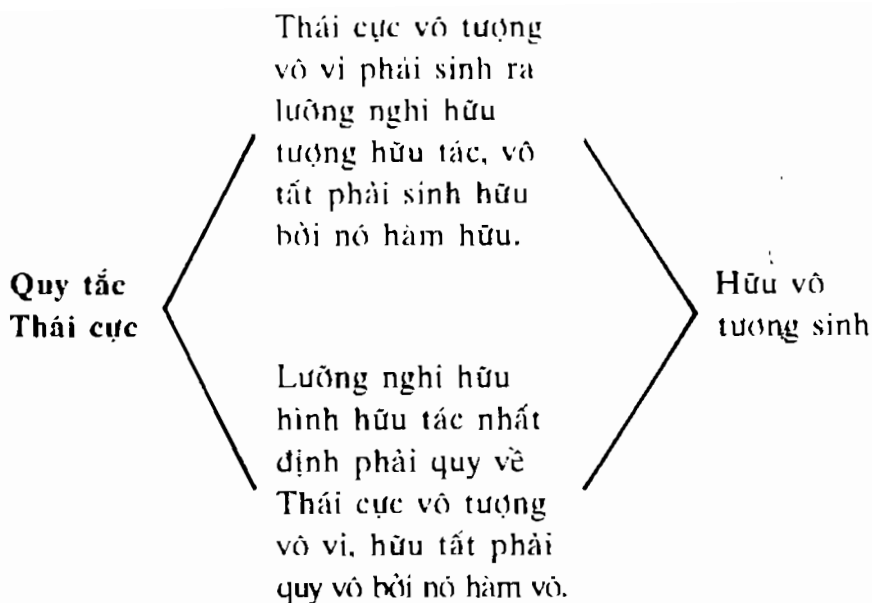 Thái cực vô tượng
vô vi phải sinh ra
lưỡng nghi hữu
tượng hữu tác, vô
tất phải sinh hữu
bởi nó hàm hữu.
Quy tắc
Thái cực
Hữu vô
tương sinh
Lưỡng nghi hữu
hình hữu tác nhất
định phải quy về
Thái cực vô tượng
vô vi, hữu tất phải
quy vô bởi nó hàm vô.